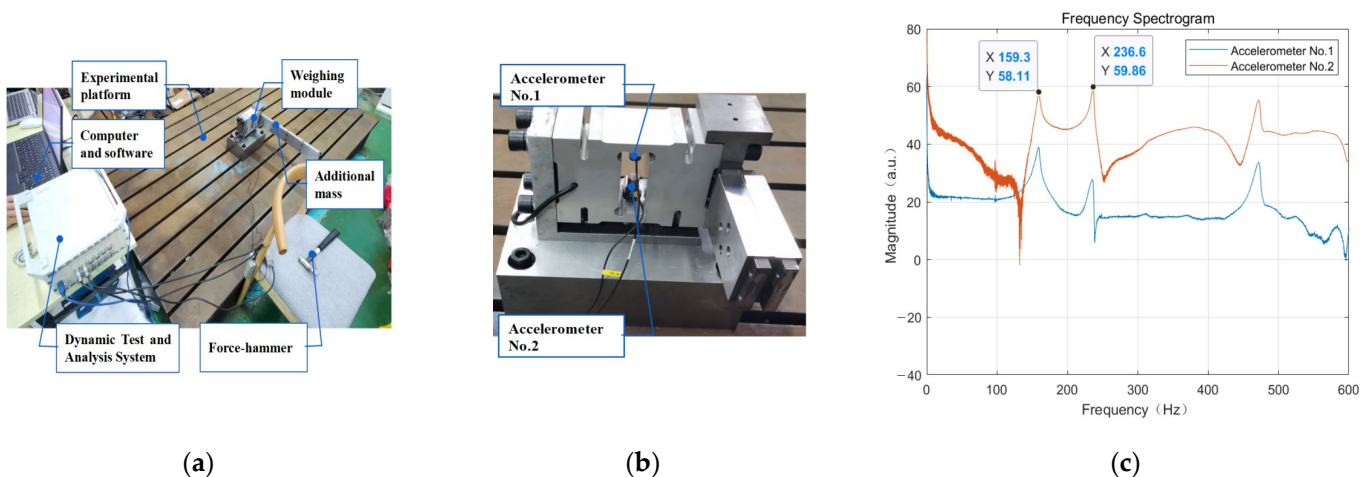 Experimental
platform
Weighing
module
Computer
and software
Additional
mass
Dynamic Test and
Analysis System
Force-hammer
(a)
Accelerometer
No.1
Accelerometer
No.2
(b)
Frequency Spectrogram
X 159.3
Y 58.11
X 236.6
Y 59.86
Accelerometer No.1
Accelerometer No.2
Magnitude (a.u.)
80
60
40
20
0
−20
−40
0 100 200 300 400 500 600
Frequency（Hz）
(c)